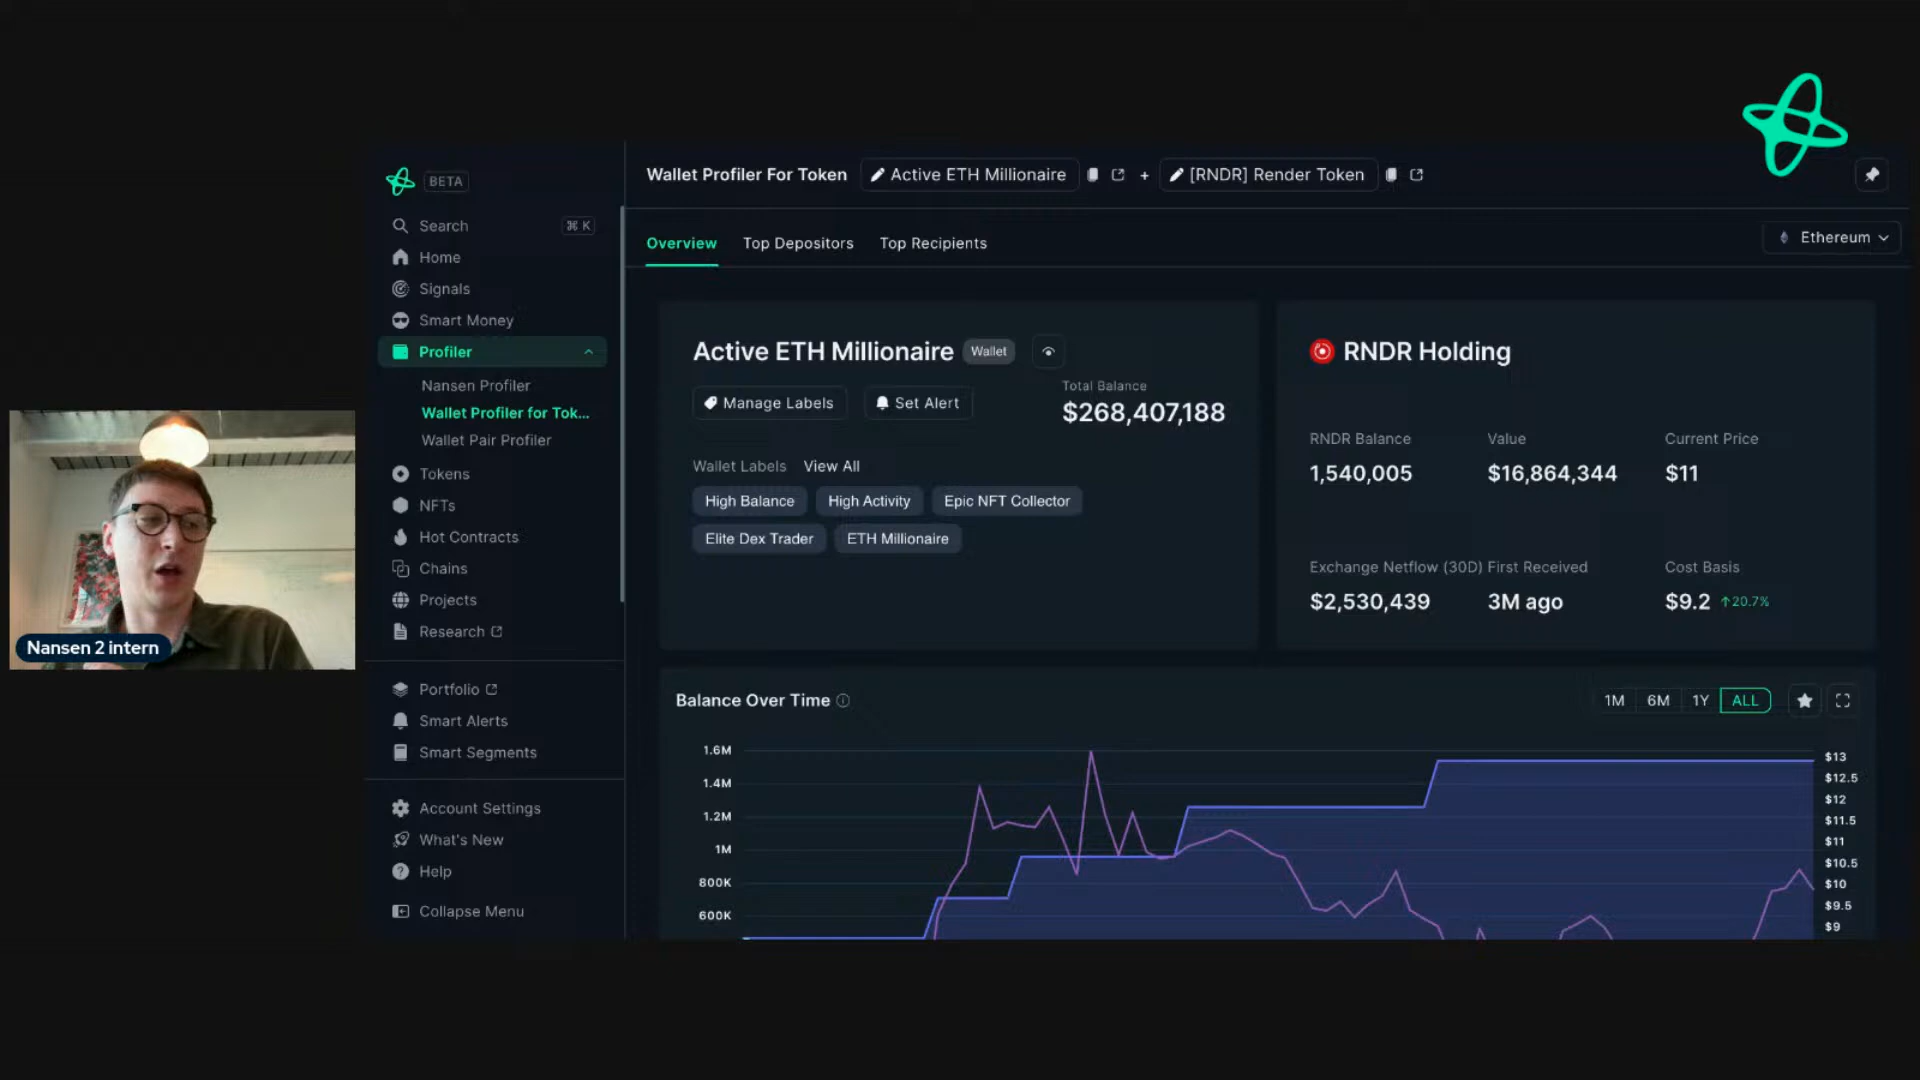 BETA
Search ⌘ K
Home
Signals
Smart Money
Profiler
Nansen Profiler
Wallet Profiler for Tok...
Wallet Pair Profiler
Tokens
NFTs
Hot Contracts
Chains
Projects
Research
Portfolio
Smart Alerts
Smart Segments
Account Settings
What's New
Help
Collapse Menu
Nansen 2 intern
Wallet Profiler For Token Active ETH Millionaire + [RNDR] Render Token
Overview Top Depositors Top Recipients Ethereum
Active ETH Millionaire Wallet
Manage Labels Set Alert
Total Balance
$268,407,188
Wallet Labels View All
High Balance High Activity Epic NFT Collector
Elite Dex Trader ETH Millionaire
RNDR Holding
RNDR Balance Value Current Price
1,540,005 $16,864,344 $11
Exchange Netflow (30D) First Received Cost Basis
$2,530,439 3M ago $9.2 ↑20.7%
Balance Over Time 1M 6M 1Y ALL
1.6M
1.4M
1.2M
1M
800K
600K
$13
$12.5
$12
$11.5
$11
$10.5
$10
$9.5
$9